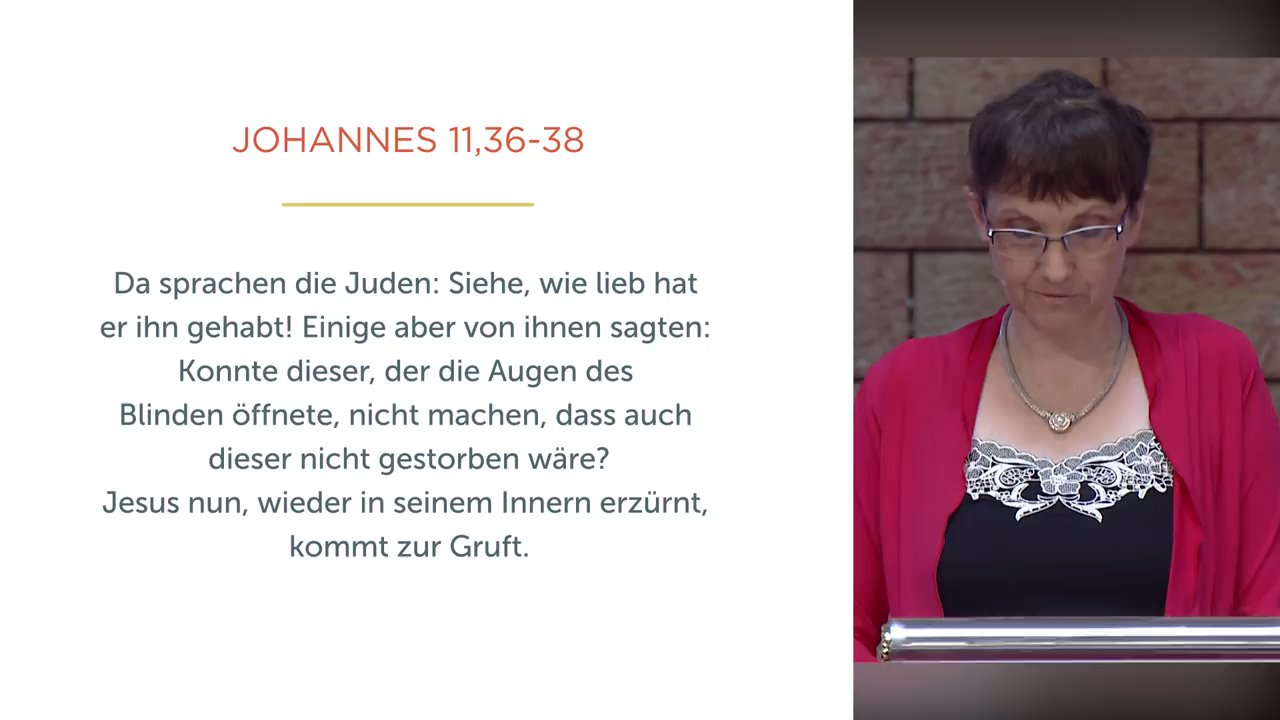 JOHANNES 11,36-38
Da sprachen die Juden: Siehe, wie lieb hat
er ihn gehabt! Einige aber von ihnen sagten:
Konnte dieser, der die Augen des
Blinden öffnete, nicht machen, dass auch
dieser nicht gestorben wäre?
Jesus nun, wieder in seinem Innern erzürnt,
kommt zur Gruft.